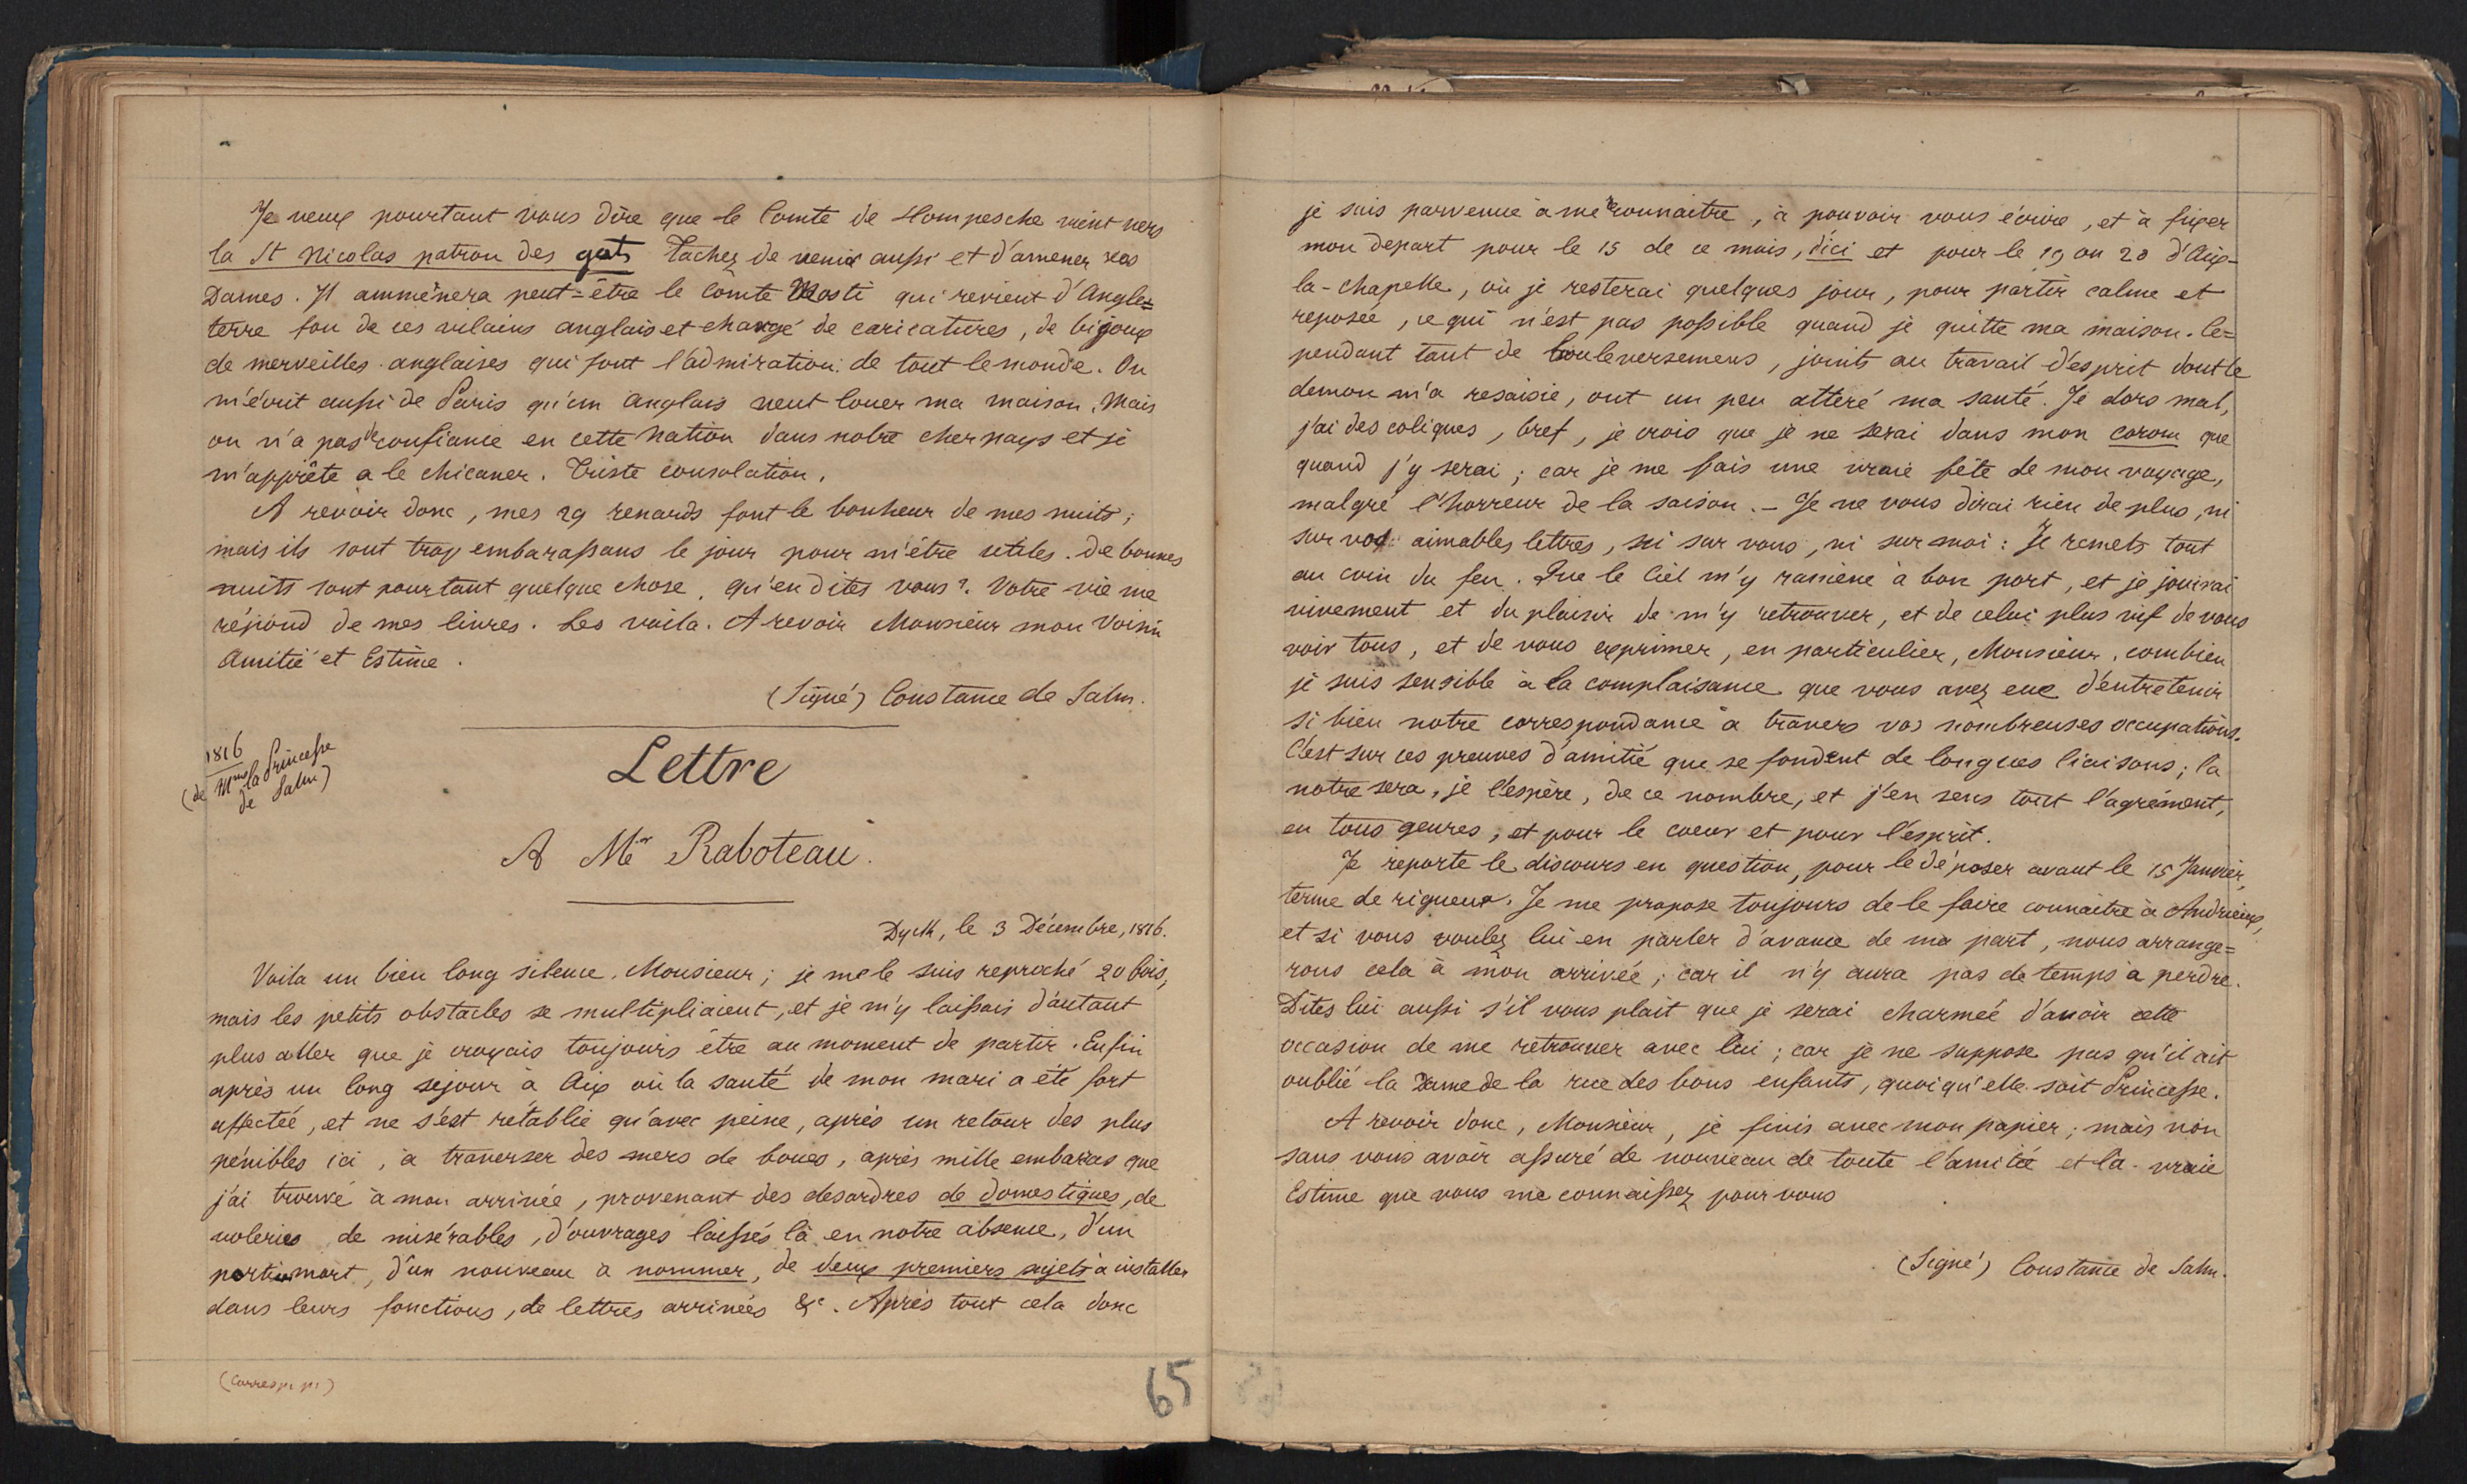 Je veux pourtant vous dire que le Comte de Hompesche vient vers
la St Nicolas patron des gats Tachez de venir aussi et d'amener vos
Dames. Il ammènera peut-être le Comte Mosti qui revient d'Angle=
terre fou de ces vilains anglais et chargé de caricatures, de bijoux
de merveilles anglaises qui font l'admiration de tout le monde. On
m'écrit aussi de Paris qu'un anglais veut louer ma maison, Mais
on n'a pas de confiance en cette Nation dans notre cher pays et je
m'apprête a le chicaner. Triste consolation.
A revoir donc, mes 29 renards font le bonheur de mes nuits;
mais ils sont trop embarassans le jour pour m'être utiles. De bonnes
nuits sont pourtant quelque chose, qu'en dites vous? Votre vie me
répond de mes livres. Les voila. A revoir Monsieur mon Voisin
Amitié et Estime.
(Signé) Constance de Salm.
1816
(de Mme la Princesse
de Salm)
Lettre
A Mr Raboteau.
Dyck, le 3 Décembre, 1816.
Voila un bien long silence, Monsieur; je me le suis reproché 20 fois,
mais les petits obstacles se multipliaient, et je m'y laissais d'autant
plus aller que je croyais toujours être au moment de partir. Enfin
après un long séjour à Aix où la santé de mon mari a été fort
affectée, et ne s'est rétablie qu'avec peine, après un retour des plus
pénibles ici, à traverser des mers de boues, après mille embaras que
j'ai trouvé à mon arrivée, provenant des desordres de domestiques, de
voleries de misérables, d'ouvrages laissés là en notre absence, d'un
mort, d'un nouveau à nommer, de deux premiers sujets à installer
dans leurs fonctions, de lettres arrivées &c. Après tout cela donc
(Corresp.
65
je suis parvenue à me reconnaitre, à pouvoir vous écrire, et à fixer
mon depart pour le 15 de ce mois, d'ici et pour le 19 ou 20 d'Aix-
la-chapelle, où je resterai quelques jour, pour partir calme et
reposée, ce qui n'est pas possible quand je quitte ma maison. Ce=
pendant tant de bouleversemens, joints au travail d'esprit dont le
demon m'a resaisie, ont un peu altéré ma santé. Je dors mal,
j'ai des coliques, bref, je crois que je ne serai dans mon carom que
quand j'y serai; car je me fais une vraie fête de mon voyage,
malgré l'horreur de la saison. – Je ne vous dirai rien de plus, ni
sur vos aimables lettres, ni sur vous, ni sur moi: Je remets tout
au coin du feu. Que le Ciel m'y ramène à bon port, et je jouirai
vivement et du plaisir de m'y retrouver, et de celui plus vif de vous
voir tous, et de vous exprimer, en particulier, Monsieur, combien
je suis sensible à la complaisance que vous avez eue d'entretenir
si bien notre correspondance à travers vos nombreuses occupations.
C'est sur ces preuves d'amitié que se fondent de longues liaisons; la
notre sera, je l'espère, de ce nombre, et j'en sens tout l'agrément,
en tous genres, et pour le coeur et pour l'esprit.
Je reporte le discours en question, pour le déposer avant le 15 Janvier,
terme de rigueur. Je me propose toujours de le faire connaitre à Andrieux,
et si vous voulez lui en parler d'avance de ma part, nous arrange=
rons cela à mon arrivée; car il n'y aura pas de temps à perdre.
Dites lui aussi s'il vous plait que je serai charmée d'avoir cette
occasion de me retrouver avec lui; car je ne suppose pas qu'il ait
oublié la Dame de la rue des bons enfants, quoiqu'elle soit Princesse.
A revoir donc, Monsieur, je finis avec mon papier; mais non
sans vous avoir assuré de nouveau de toute l'amitié et la vraie
Estime que vous me connaissez pour vous
(Signé) Constance de Salm.